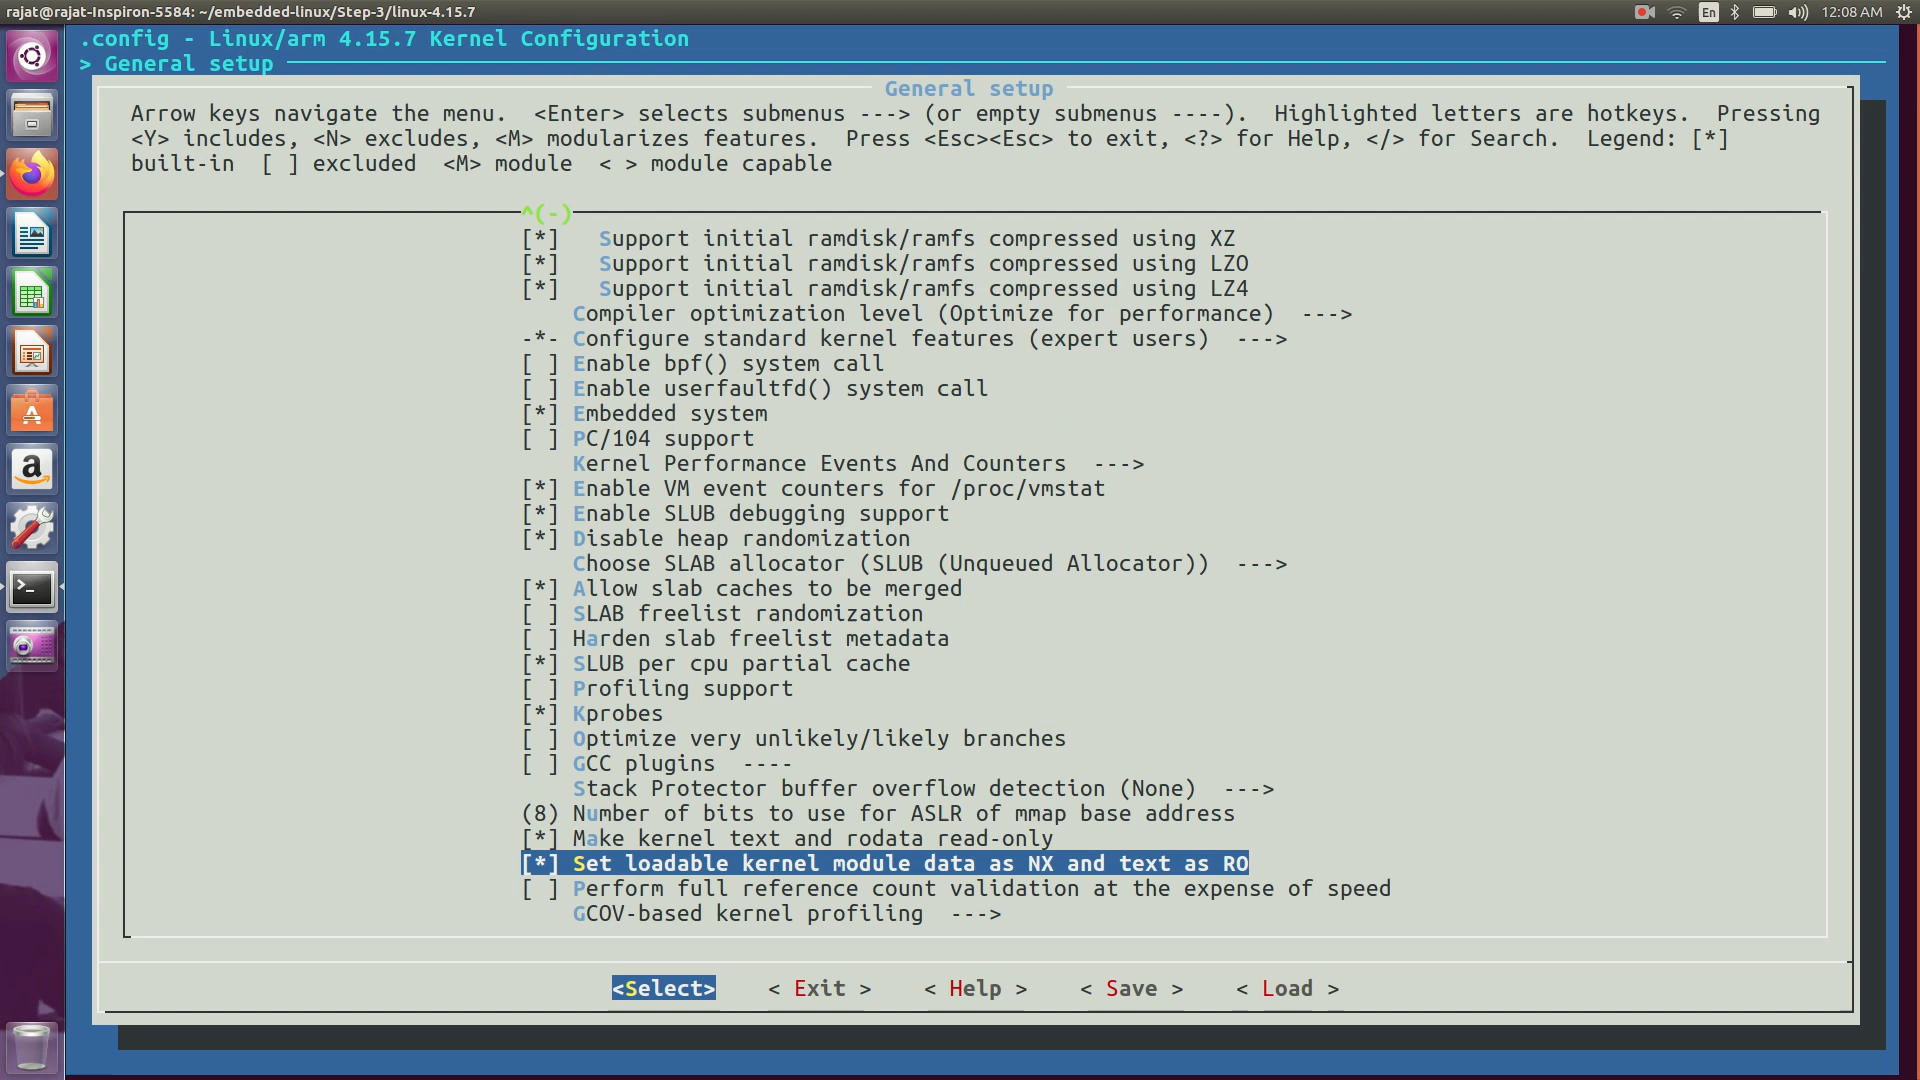 rajat@rajat-Inspiron-5584: ~/embedded-linux/Step-3/linux-4.15.7
En
12:08 AM
.config - Linux/arm 4.15.7 Kernel Configuration
> General setup
General setup
Arrow keys navigate the menu.  <Enter> selects submenus ---> (or empty submenus ----).  Highlighted letters are hotkeys.  Pressing
<Y> includes, <N> excludes, <M> modularizes features.  Press <Esc><Esc> to exit, <?> for Help, </> for Search.  Legend: [*]
built-in  [ ] excluded  <M> module  < > module capable
^(-)
[*]   Support initial ramdisk/ramfs compressed using XZ
[*]   Support initial ramdisk/ramfs compressed using LZO
[*]   Support initial ramdisk/ramfs compressed using LZ4
Compiler optimization level (Optimize for performance)  --->
-*- Configure standard kernel features (expert users)  --->
[ ] Enable bpf() system call
[ ] Enable userfaultfd() system call
[*] Embedded system
[ ] PC/104 support
Kernel Performance Events And Counters  --->
[*] Enable VM event counters for /proc/vmstat
[*] Enable SLUB debugging support
[*] Disable heap randomization
Choose SLAB allocator (SLUB (Unqueued Allocator))  --->
[*] Allow slab caches to be merged
[ ] SLAB freelist randomization
[ ] Harden slab freelist metadata
[*] SLUB per cpu partial cache
[ ] Profiling support
[*] Kprobes
[ ] Optimize very unlikely/likely branches
[ ] GCC plugins  ----
Stack Protector buffer overflow detection (None)  --->
(8) Number of bits to use for ASLR of mmap base address
[*] Make kernel text and rodata read-only
[*] Set loadable kernel module data as NX and text as RO
[ ] Perform full reference count validation at the expense of speed
GCOV-based kernel profiling  --->
<Select>    < Exit >    < Help >    < Save >    < Load >